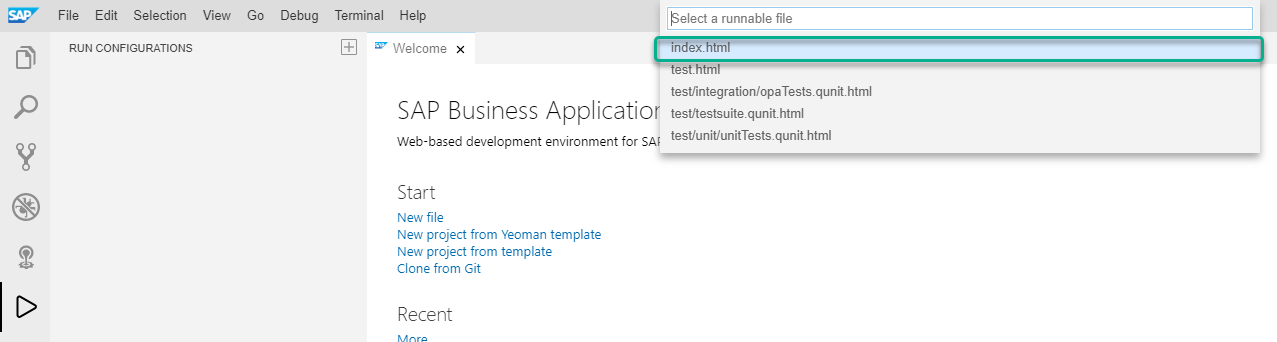 SAP File Edit Selection View Go Debug Terminal Help
Select a runnable file
index.html
test.html
test/integration/opaTests.qunit.html
test/testsuite.qunit.html
test/unit/unitTests.qunit.html
RUN CONFIGURATIONS
SAP Welcome
SAP Business Application
Web-based development environment for SAP
Start
New file
New project from Yeoman template
New project from template
Clone from Git
Recent
More